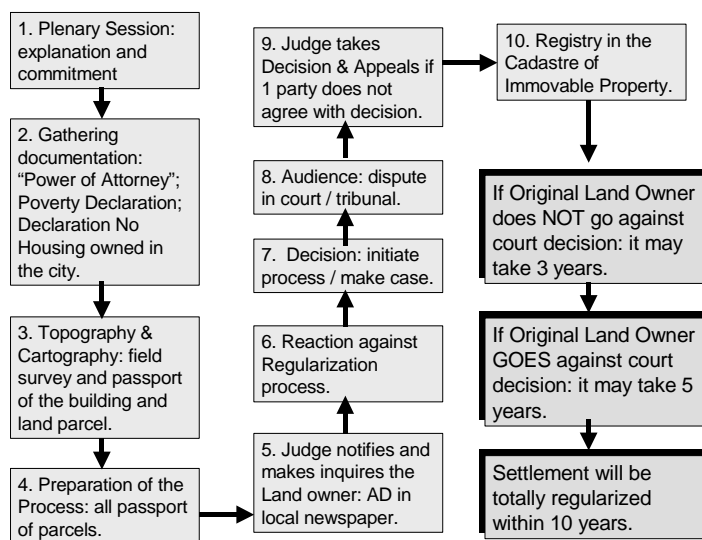 1. Plenary Session:
explanation and
commitment
2. Gathering
documentation:
“Power of Attorney”;
Poverty Declaration;
Declaration No
Housing owned in
the city.
3. Topography &
Cartography: field
survey and passport
of the building and
land parcel.
4. Preparation of the
Process: all passport
of parcels.
5. Judge notifies and
makes inquires the
Land owner: AD in
local newspaper.
6. Reaction against
Regularization
process.
7. Decision: initiate
process / make case.
8. Audience: dispute
in court / tribunal.
9. Judge takes
Decision & Appeals if
1 party does not
agree with decision.
10. Registry in the
Cadastre of
Immovable Property.
If Original Land Owner
does NOT go against
court decision: it may
take 3 years.
If Original Land Owner
GOES against court
decision: it may take 5
years.
Settlement will be
totally regularized
within 10 years.